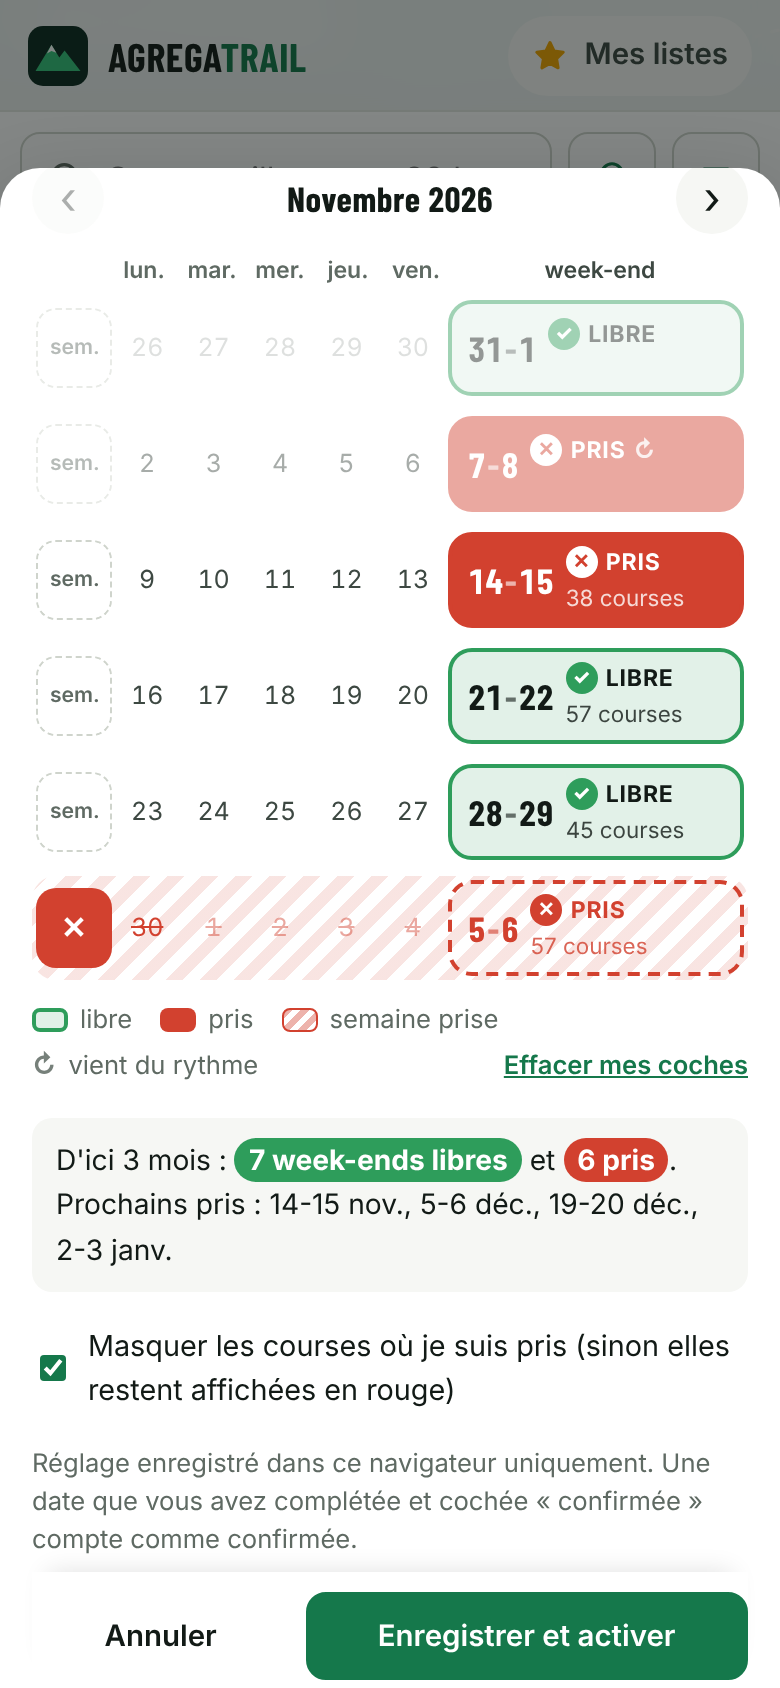 AGREGATRAIL
Mes listes
Novembre 2026
lun. mar. mer. jeu. ven. week-end
sem. 26 27 28 29 30 31-1 LIBRE
sem. 2 3 4 5 6 7-8 PRIS
sem. 9 10 11 12 13 14-15 PRIS
38 courses
sem. 16 17 18 19 20 21-22 LIBRE
57 courses
sem. 23 24 25 26 27 28-29 LIBRE
45 courses
30 1 2 3 4 5-6 PRIS
57 courses
libre pris semaine prise
vient du rythme Effacer mes coches
D'ici 3 mois : 7 week-ends libres et 6 pris.
Prochains pris : 14-15 nov., 5-6 déc., 19-20 déc.,
2-3 janv.
Masquer les courses où je suis pris (sinon elles
restent affichées en rouge)
Réglage enregistré dans ce navigateur uniquement. Une
date que vous avez complétée et cochée « confirmée »
compte comme confirmée.
Annuler Enregistrer et activer